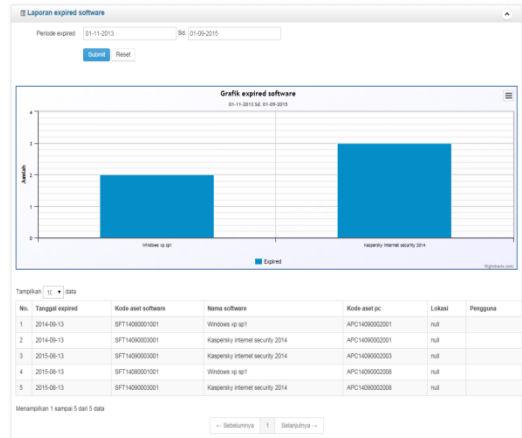 Laporan expired software
Periode expired 01-11-2013 Sd. 01-09-2015
Submit Reset
Grafik expired software
01-11-2013 Sd. 01-09-2015
Jumlah
4
3
2
1
0
Windows xp sp1 Kaspersky internet security 2014
Expired
Highcharts.com
Tampilkan 10 data
No. Tanggal expired Kode aset software Nama software Kode aset pc Lokasi Pengguna
1 2014-09-13 SFT14090001001 Windows xp sp1 APC14090002001 null
2 2014-09-13 SFT14090003001 Kaspersky internet security 2014 APC14090002001 null
3 2015-08-13 SFT14090003001 Kaspersky internet security 2014 APC14090002003 null
4 2015-08-13 SFT14090001001 Windows xp sp1 APC14090002008 null
5 2015-08-13 SFT14090003001 Kaspersky internet security 2014 APC14090002008 null
Menampilkan 1 sampai 5 dari 5 data
← Sebelumnya 1 Selanjutnya →